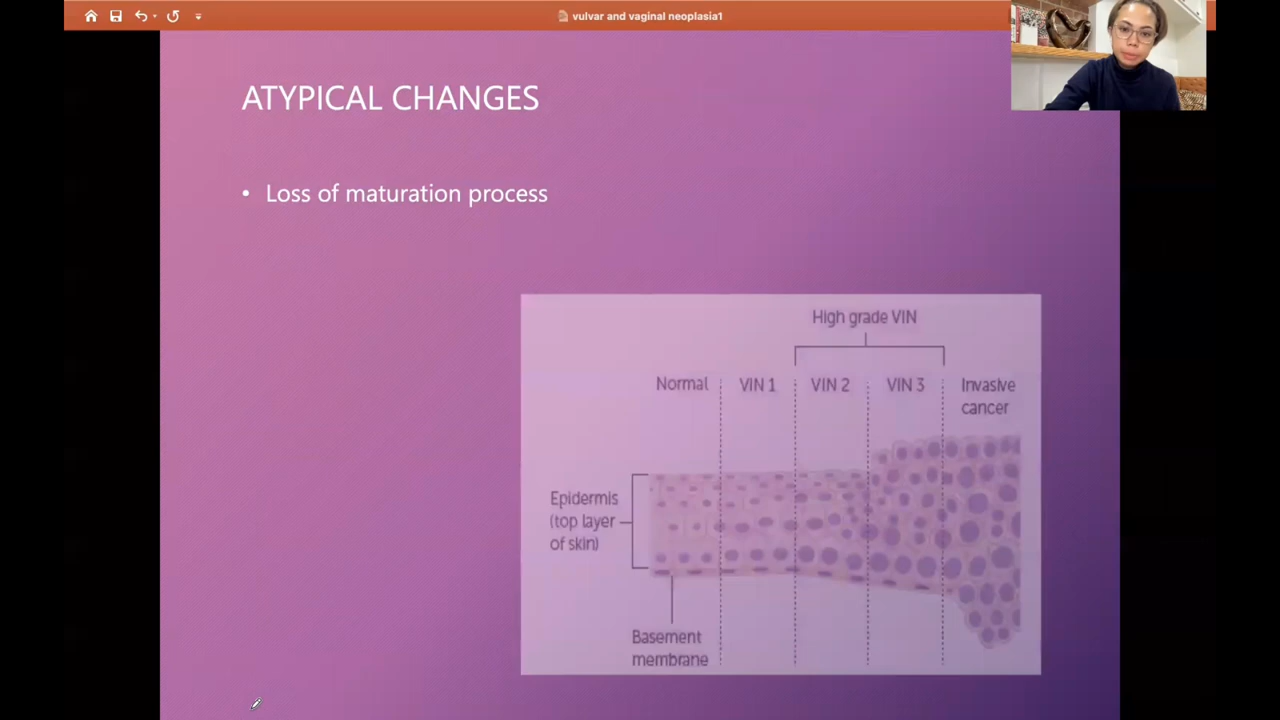 vulvar and vaginal neoplasia1
ATYPICAL CHANGES
• Loss of maturation process
High grade VIN
Normal VIN 1 VIN 2 VIN 3 Invasive
cancer
Epidermis
(top layer
of skin)
Basement
membrane